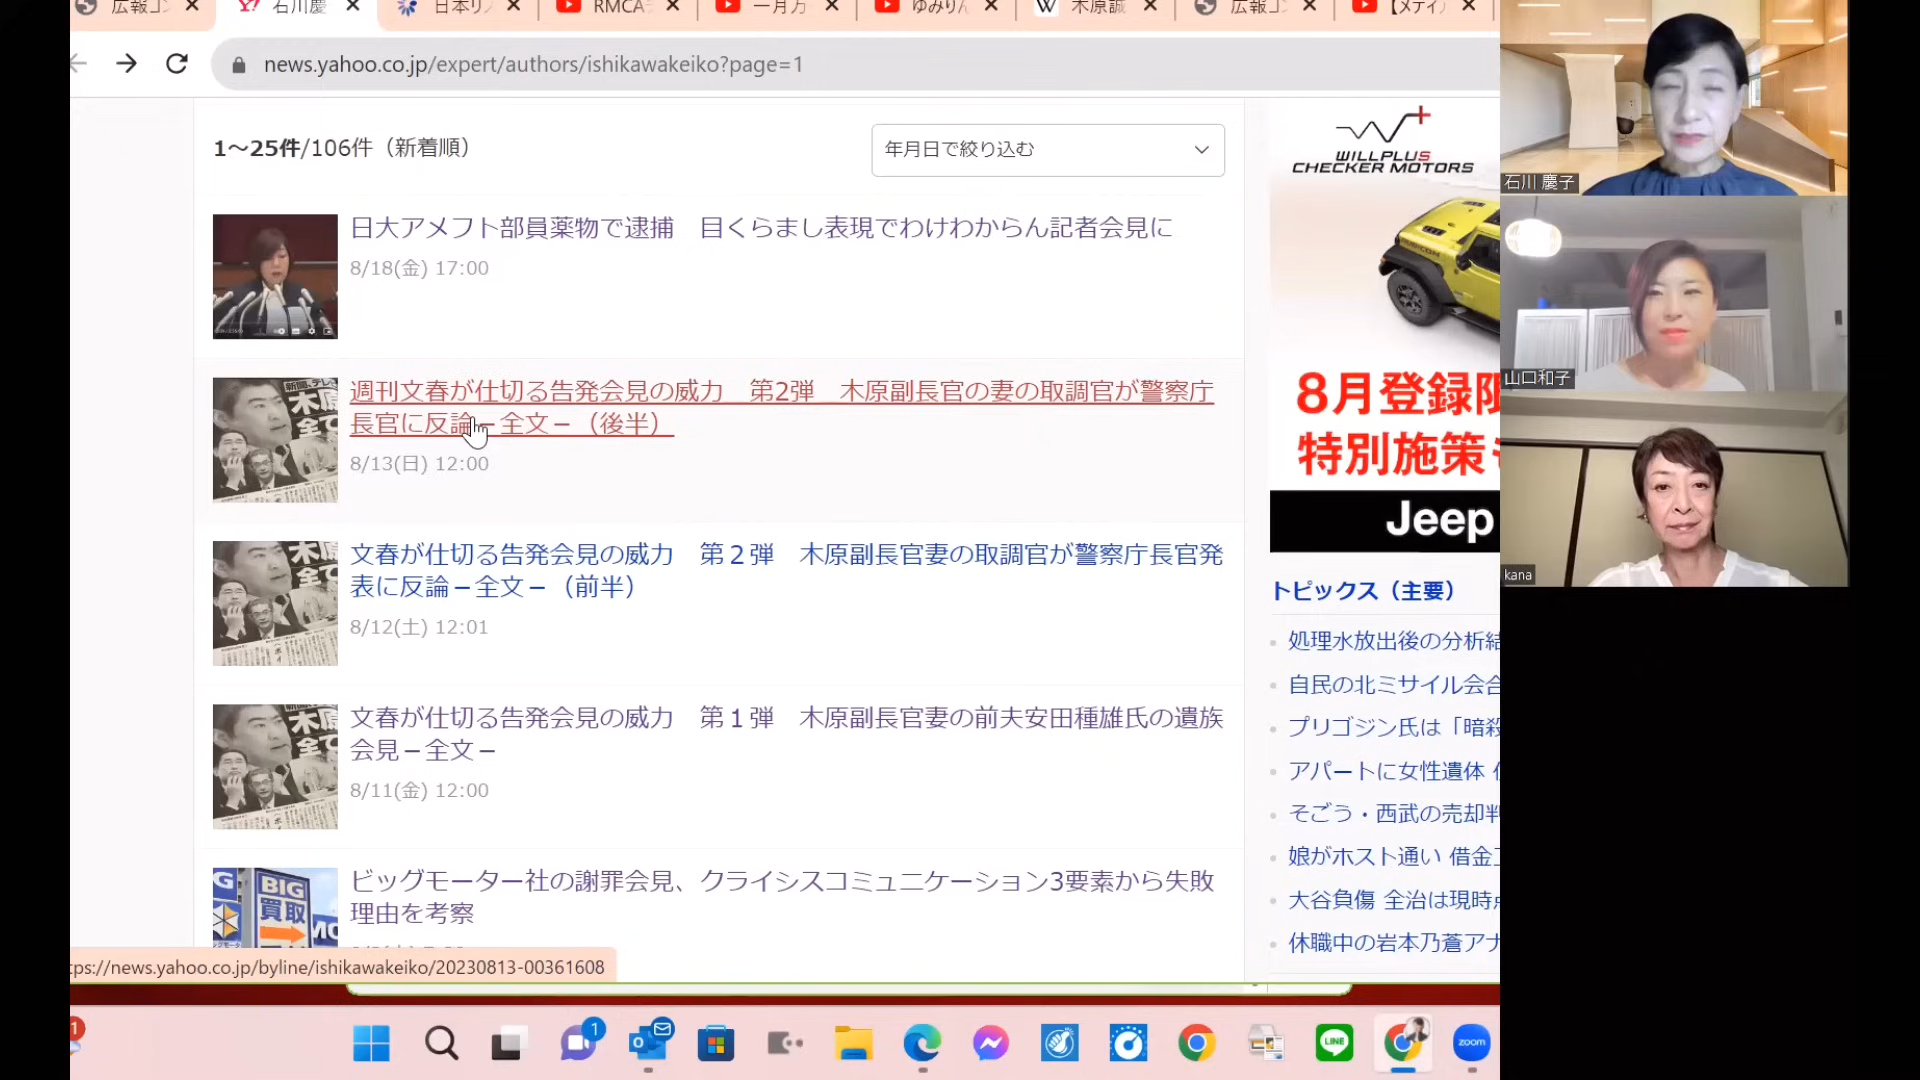 広報コン
石川慶
日本リノ
RMCA
一月万
ゆみりん
木原誠
広報コ
【メディ
news.yahoo.co.jp/expert/authors/ishikawakeiko?page=1
1〜25件/106件（新着順）
年月日で絞り込む
日大アメフト部員薬物で逮捕　目くらまし表現でわけわからん記者会見に
8/18(金) 17:00
週刊文春が仕切る告発会見の威力　第2弾　木原副長官の妻の取調官が警察庁
長官に反論－全文－（後半）
8/13(日) 12:00
文春が仕切る告発会見の威力　第２弾　木原副長官妻の取調官が警察庁長官発
表に反論－全文－（前半）
8/12(土) 12:01
文春が仕切る告発会見の威力　第１弾　木原副長官妻の前夫安田種雄氏の遺族
会見－全文－
8/11(金) 12:00
BIG
買取
ビッグモーター社の謝罪会見、クライシスコミュニケーション3要素から失敗
理由を考察
tps://news.yahoo.co.jp/byline/ishikawakeiko/20230813-00361608
WILLPLUS
CHECKER MOTORS
8月登録限
特別施策も
Jeep
トピックス（主要）
処理水放出後の分析結
自民の北ミサイル会合
プリゴジン氏は「暗殺
アパートに女性遺体
そごう・西武の売却判
娘がホスト通い 借金
大谷負傷 全治は現時点
休職中の岩本乃蒼アナ
石川 慶子
山口和子
kana
1
1
LINE
zoom